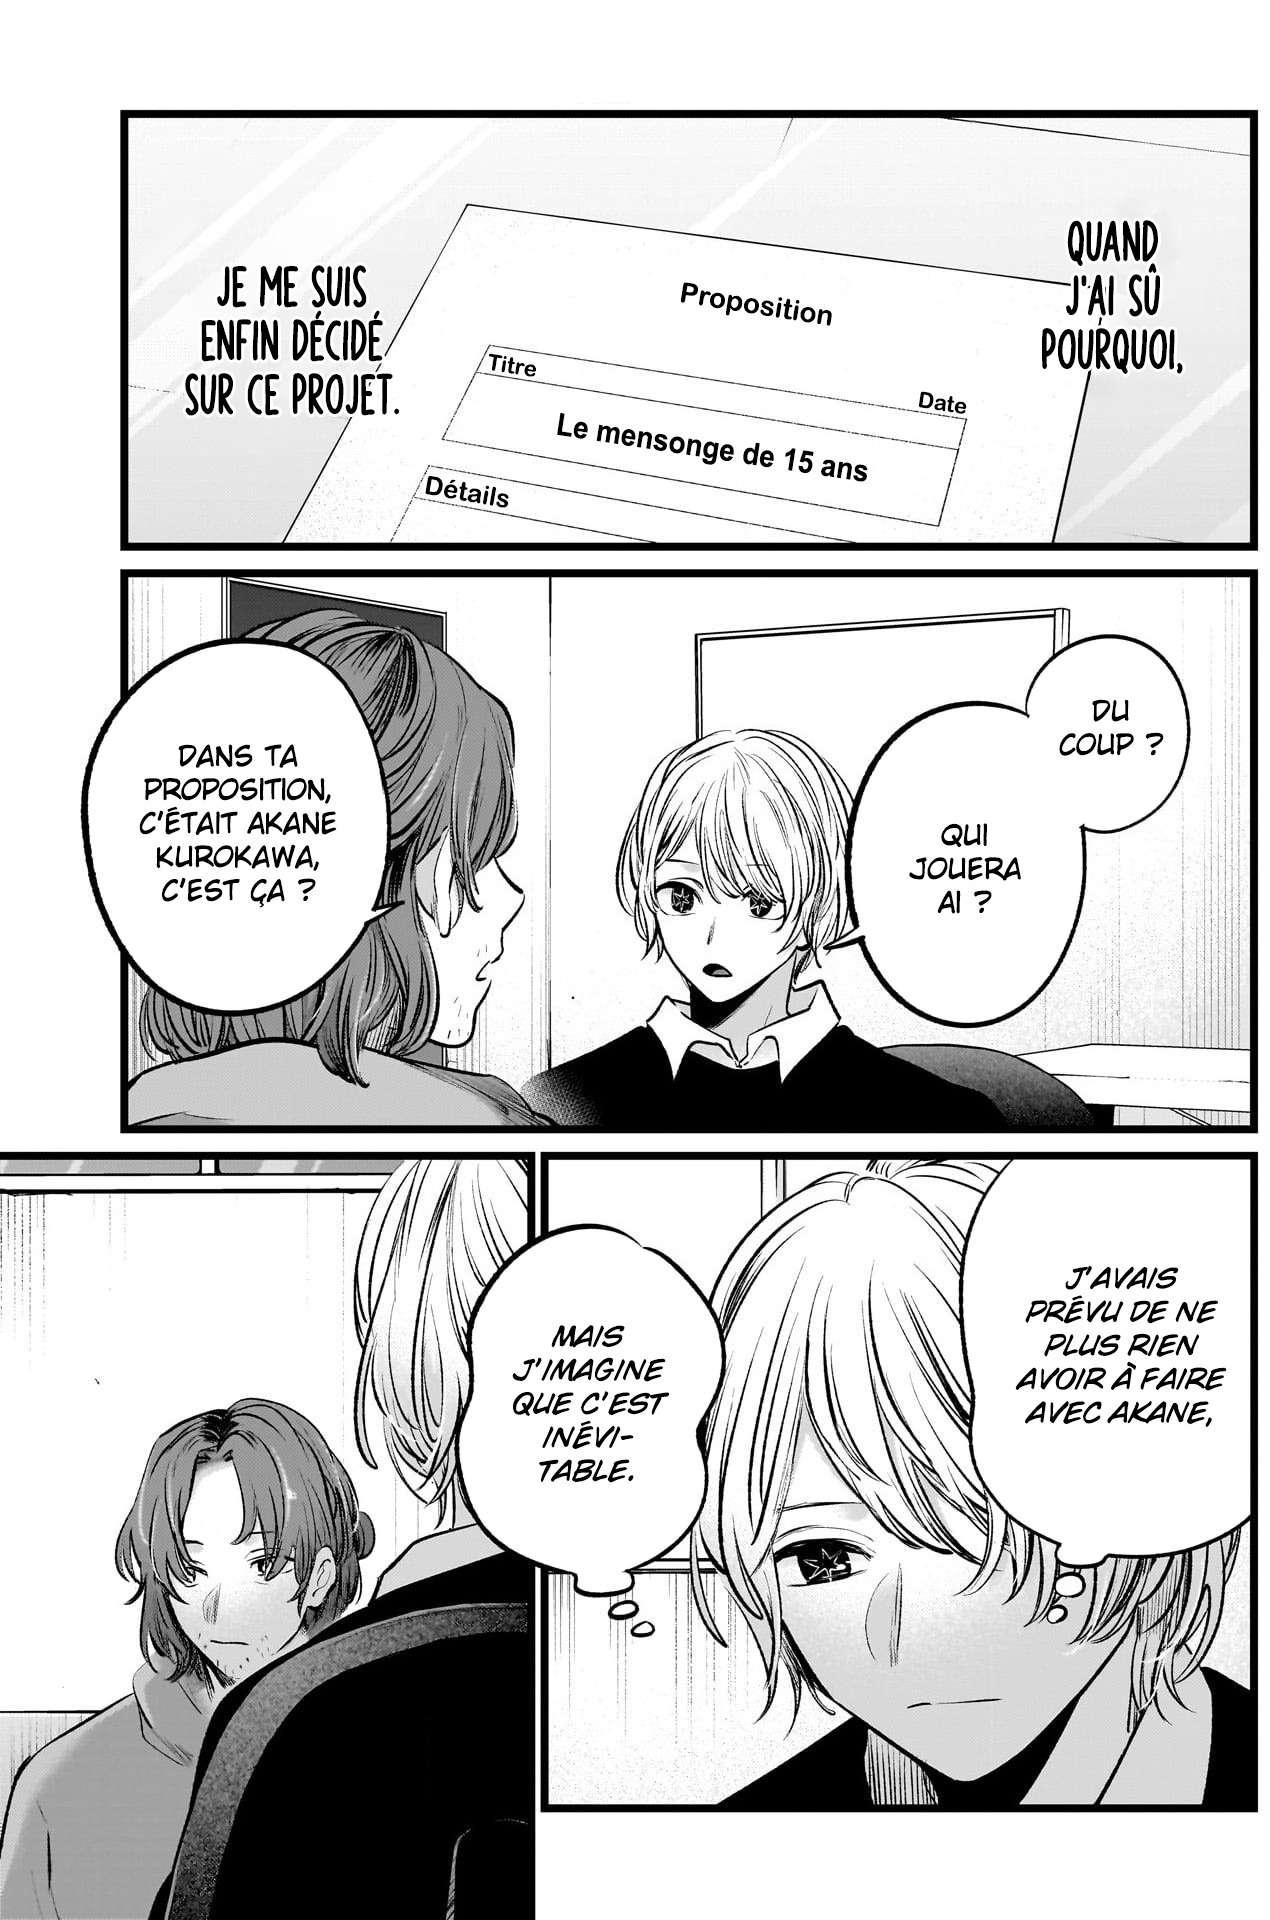 QUAND
J'AI SÛ
POURQUOI,
Proposition
Titre
Date
Le mensonge de 15 ans
Détails
JE ME SUIS
ENFIN DÉCIDÉ
SUR CE PROJET.
DU
COUP ?
QUI
JOUERA
AI ?
DANS TA
PROPOSITION,
C'ÉTAIT AKANE
KUROKAWA,
C'EST ÇA ?
J'AVAIS
PRÉVU DE NE
PLUS RIEN
AVOIR À FAIRE
AVEC AKANE,
MAIS
J'IMAGINE
QUE C'EST
INÉVI-
TABLE.